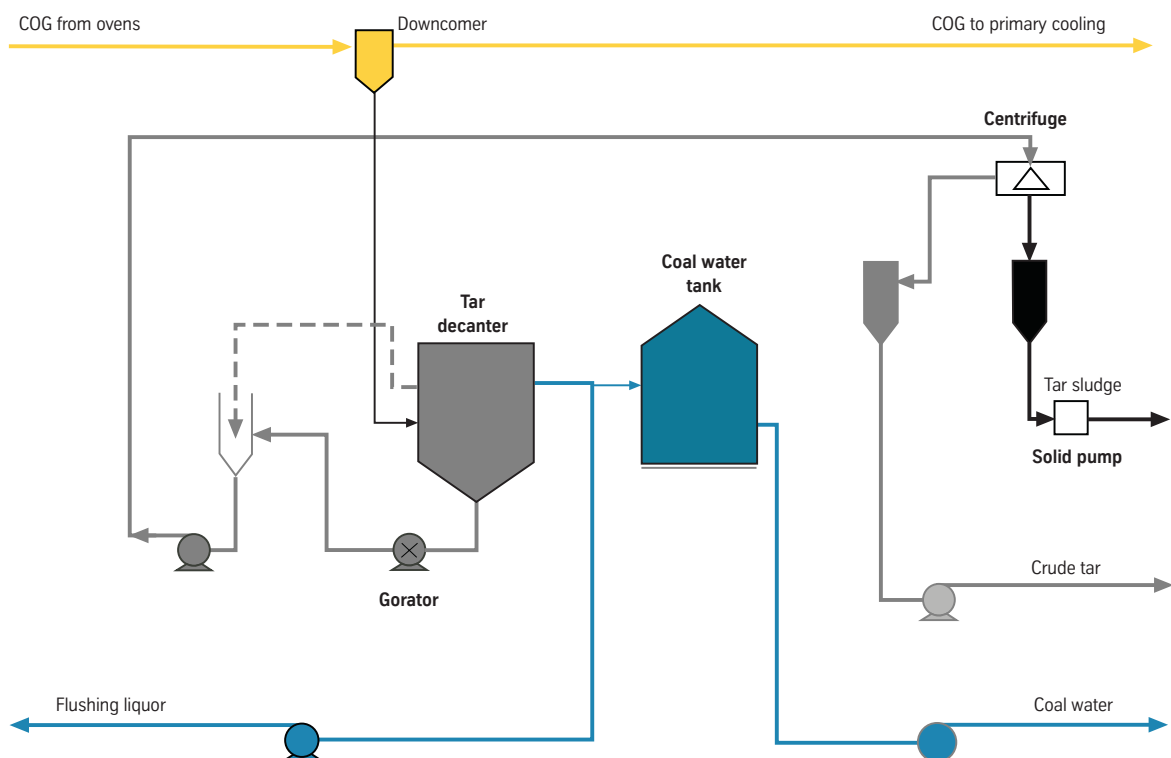 COG from ovens
Downcomer
COG to primary cooling
Centrifuge
Coal water
tank
Tar
decanter
Tar sludge
Solid pump
Crude tar
Gorator
Flushing liquor
Coal water